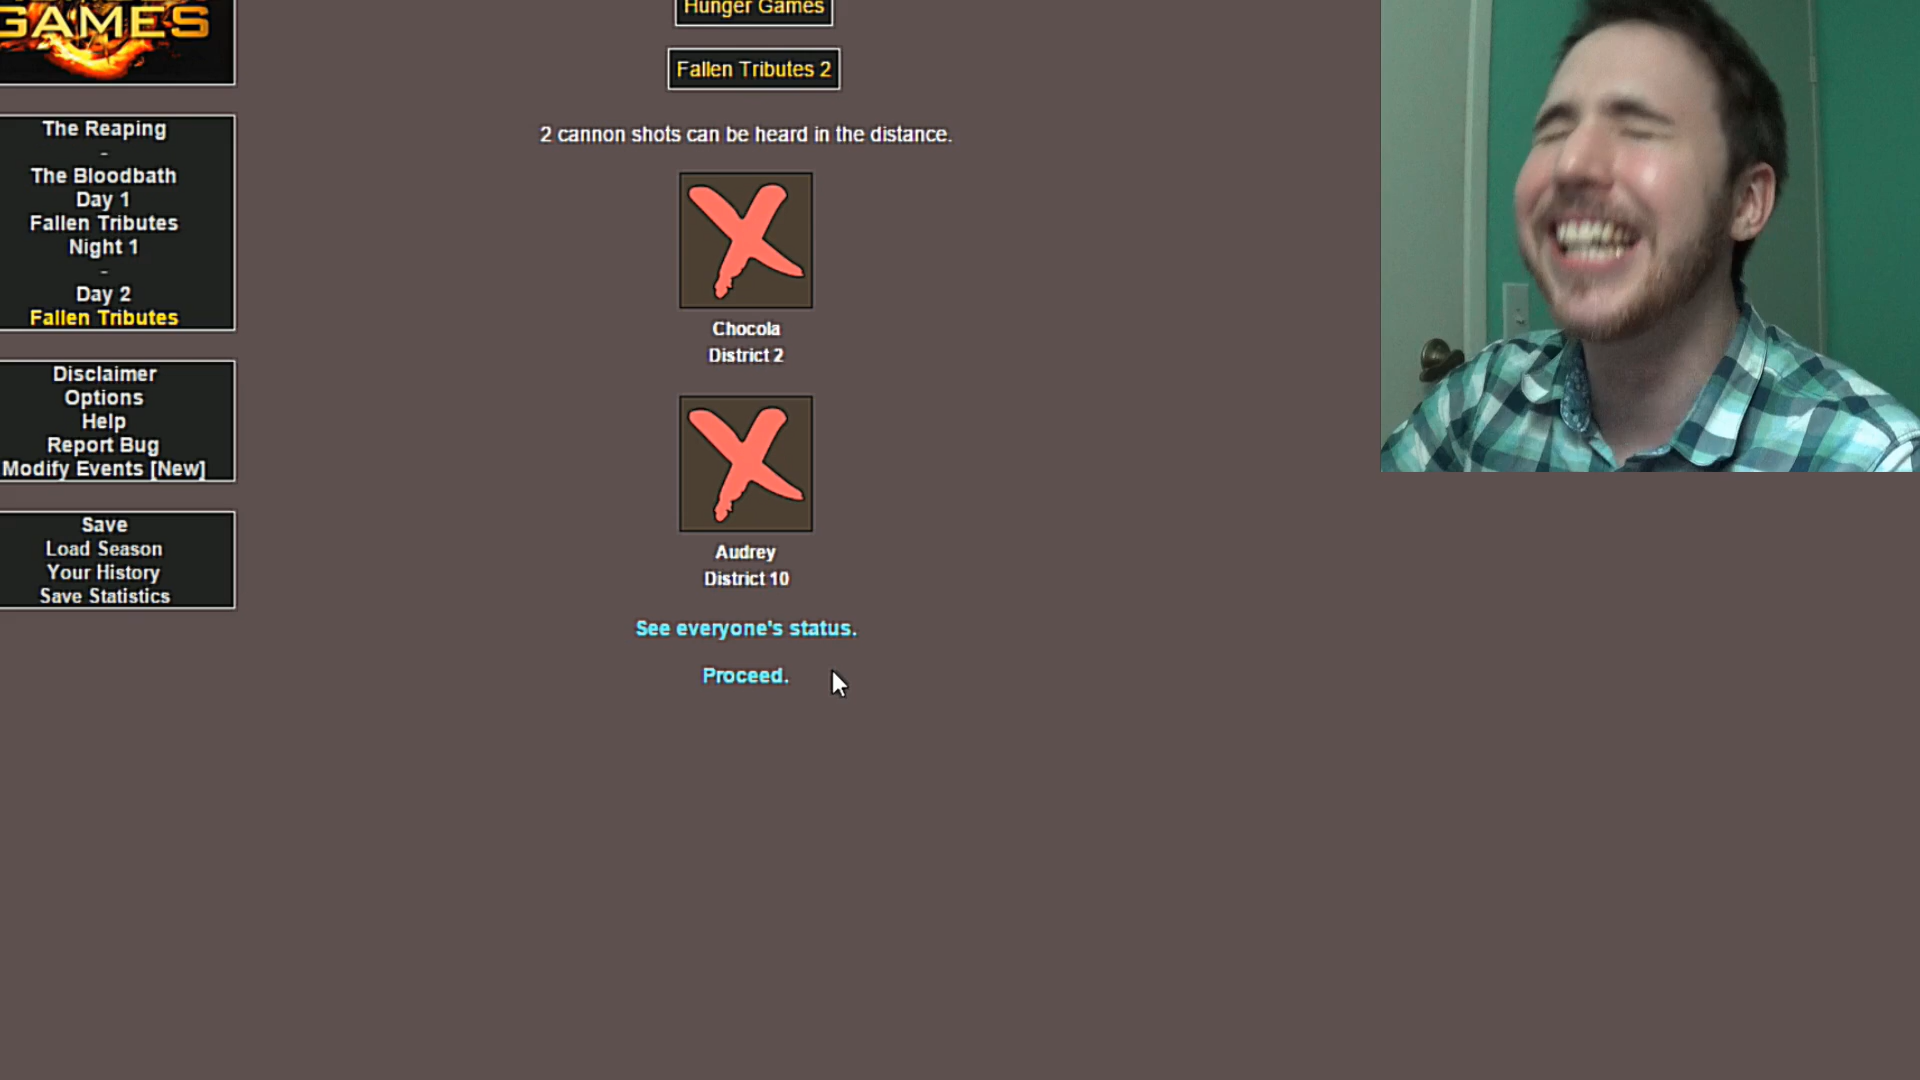 GAMES
The Reaping
-
The Bloodbath
Day 1
Fallen Tributes
Night 1
-
Day 2
Fallen Tributes
Disclaimer
Options
Help
Report Bug
Modify Events [New]
Save
Load Season
Your History
Save Statistics
Hunger Games
Fallen Tributes 2
2 cannon shots can be heard in the distance.
Chocola
District 2
Audrey
District 10
See everyone's status.
Proceed.